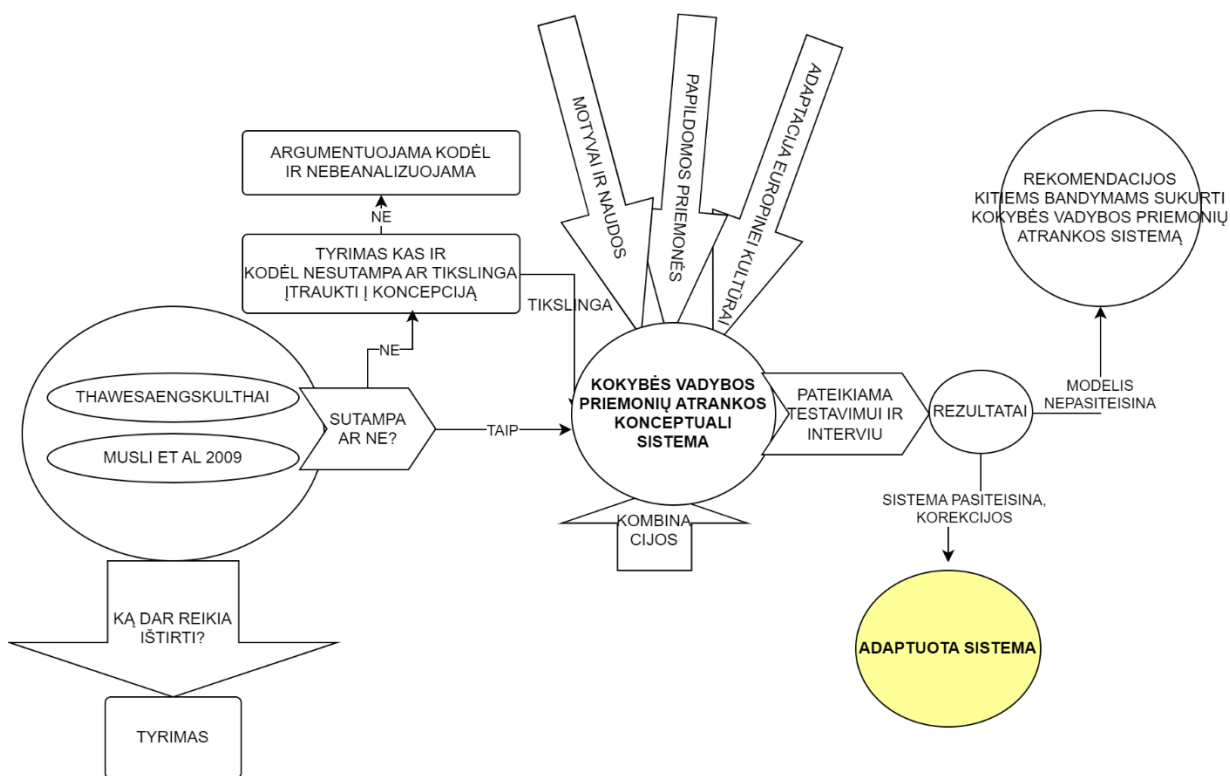 ARGUMENTUOJAMA KODĖL
IR NEBEANALIZUOJAMA
NE
TYRIMAS KAS IR
KODĖL NESUTAMPA AR TIKSLINGA
ĮTRAUKTI Į KONCEPCIJĄ
TIKSLINGA
NE
THAWESAENGSKULTHAI
MUSLI ET AL 2009
SUTAMPA
AR NE?
TAIP
KĄ DAR REIKIA
IŠTIRTI?
TYRIMAS
MOTYVAI IR NAUDOS
PAPILDOMOS PRIEMONĖS
ADAPTACIJA EUROPINEI KULTŪRAI
KOKYBĖS VADYBOS
PRIEMONIŲ ATRANKOS
KONCEPTUALI
SISTEMA
KOMBINA
CIJOS
PATEIKIAMA
TESTAVIMUI IR
INTERVIU
REZULTATAI
MODELIS
NEPASITEISINA
REKOMENDACIJOS
KITIEMS BANDYMAMS SUKURTI
KOKYBĖS VADYBOS PRIEMONIŲ
ATRANKOS SISTEMĄ
SISTEMA PASITEISINA,
KOREKCIJOS
ADAPTUOTA SISTEMA